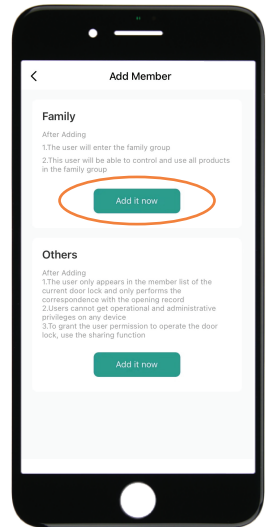 Add Member
Family
After Adding
1.The user will enter the family group
2.This user will be able to control and use all products
in the family group
Add it now
Others
After Adding
1.The user only appears in the member list of the
current door lock and only performs the
correspondence with the opening record
2.Users cannot get operational and administrative
privileges on any device
3.To grant the user permission to operate the door
lock, use the sharing function
Add it now